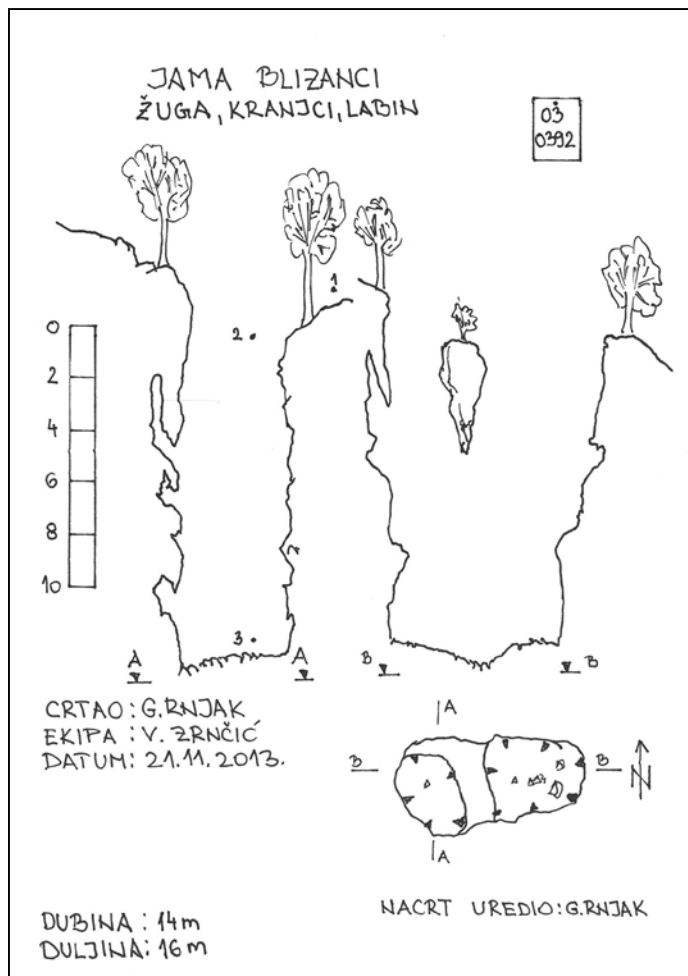 JAMA BLIZANCI
ŽUGA, KRANJCI, LABIN
OŽ
0392
1
2
3
0
2
4
6
8
10
A
A
B
B
CRTAO: G.RNJAK
EKIPA: V. ZRNČIĆ
DATUM: 21.11.2013.
A
B
B
N
A
DUBINA: 14m
DULJINA: 16m
NACRT UREDIO: G.RNJAK